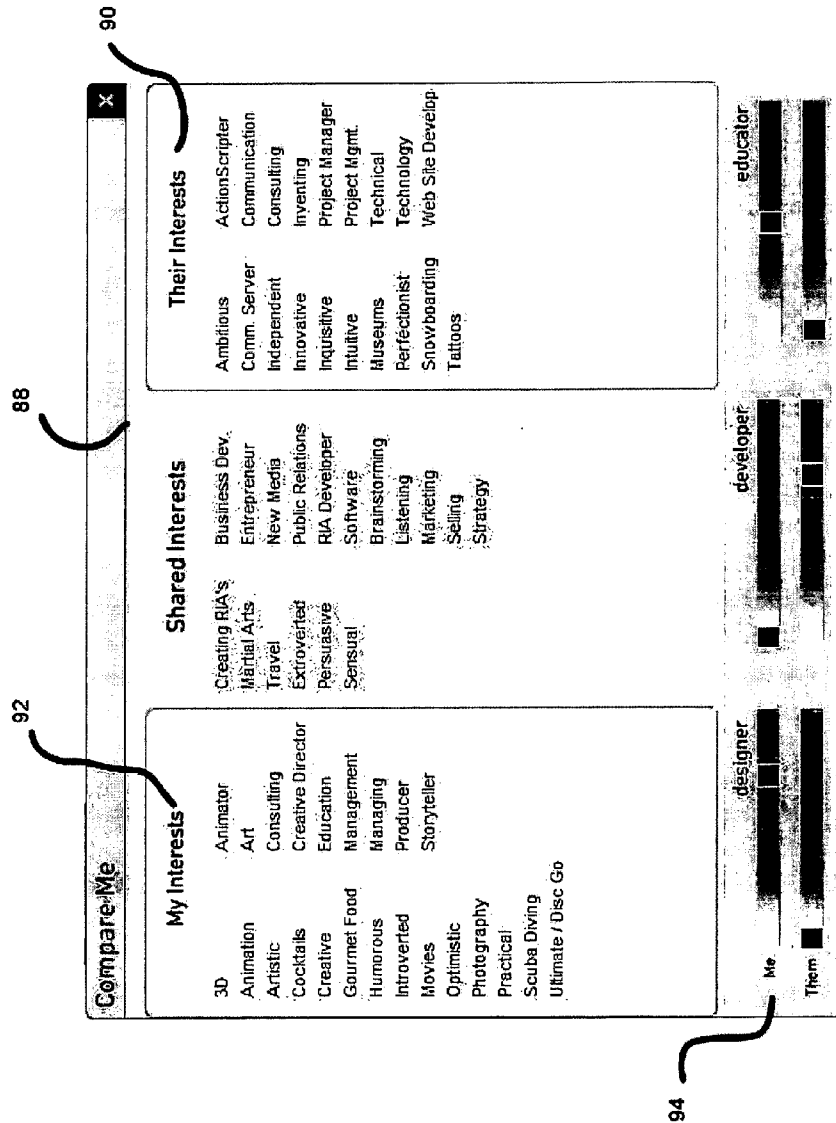 88
90
92
94
Compare Me
X
My Interests
3D
Animation
Artistic
Cocktails
Creative
Gourmet Food
Humorous
Introverted
Movies
Optimistic
Photography
Practical
Scuba Diving
Ultimate / Disc Go
Animator
Art
Consulting
Creative Director
Education
Management
Managing
Producer
Storyteller
Shared Interests
Creating RIA's
Martial Arts
Travel
Extroverted
Persuasive
Sensual
Business Dev.
Entrepreneur
New Media
Public Relations
RIA Developer
Software
Brainstorming
Listening
Marketing
Selling
Strategy
Their Interests
Ambitious
Comm. Server
Independent
Innovative
Inquisitive
Intuitive
Museums
Perfectionist
Snowboarding
Tattoos
ActionScripter
Communication
Consulting
Inventing
Project Manager
Project Mgmt.
Technical
Technology
Web Site Develop
designer
developer
educator
Me
Them